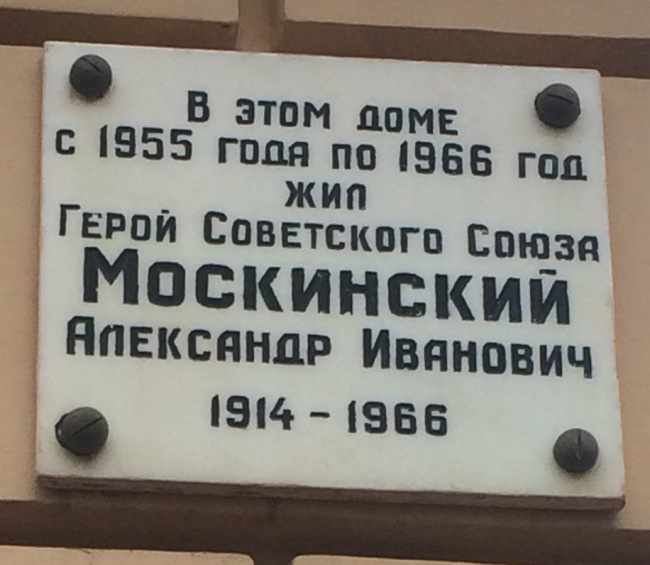 В этом доме
с 1955 года по 1966 год
жил
Герой Советского Союза
Москинский
Александр Иванович
1914 – 1966